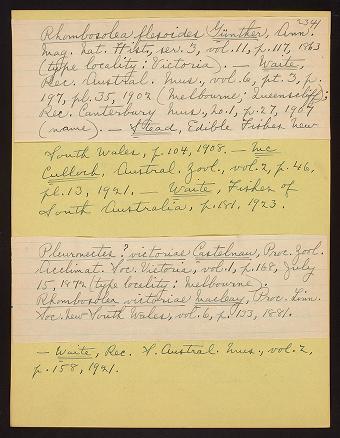 2341
Rhombosolea flesoides Günther, Ann.
Mag. Nat. Hist., ser. 3, vol. 11, p. 117, 1863
(type locality: Victoria). — Waite,
Rec. Austral. Mus., vol. 6, pt. 3, p.
197, pl. 35, 1902 (Melbourne; Queenscliff);
Rec. Canterbury Mus., no. 1, p. 27, 1907
(name). — Stead, Edible Fishes New
South Wales, p. 104, 1908. — Mc
Culloch, Austral. Zool., vol. 2, p. 46,
pl. 13, 1921. — Waite, Fishes of
South Australia, p. 181, 1923.
Pleuronectes ? victoriae Castelnau, Proc. Zool.
Acclimat. Soc. Victoria, vol. 1, p. 168, July
15, 1872 (type locality: Melbourne).
Rhombosolea victoriae Macleay, Proc. Linn.
Soc. New South Wales, vol. 6, p. 133, 1881.
— Waite, Rec. S. Austral. Mus., vol. 2,
p. 158, 1921.